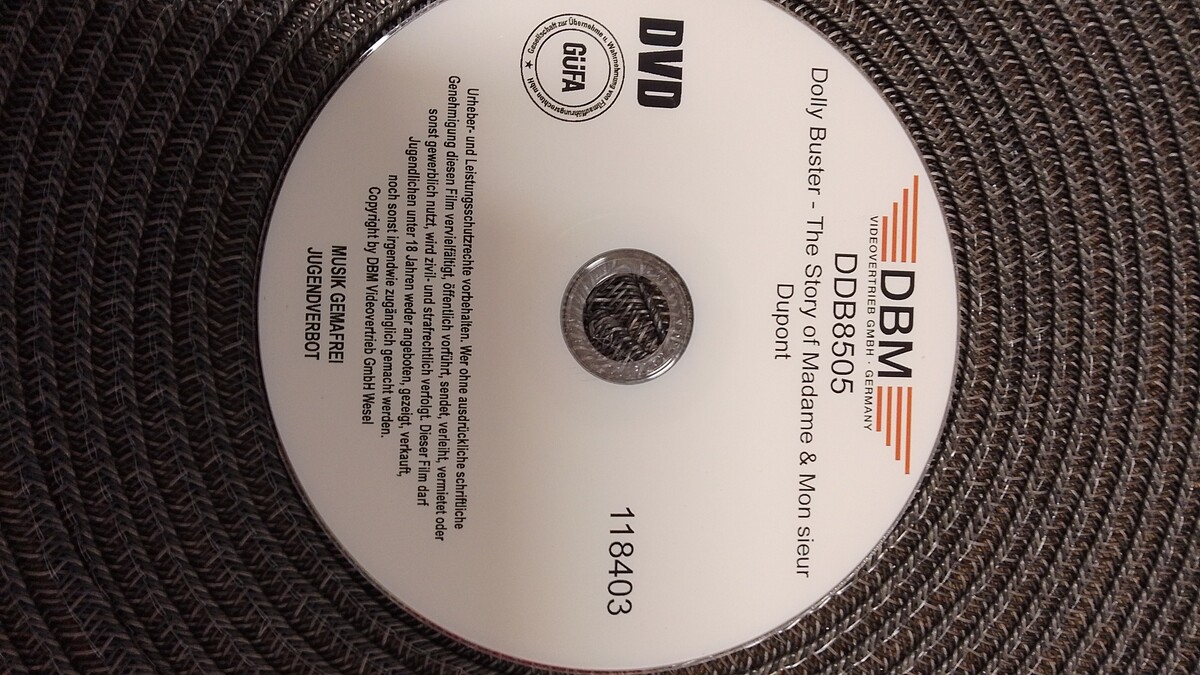 DBM
VIDEOVERTRIEB GMBH · GERMANY
DDB8505
Dolly Buster - The Story of Madame & Mon sieur
Dupont
DVD
Gesellschaft zur Übernahme u. Wahrnehmung von Filmaufführungsrechten mbH ★
GÜFA
118403
Urheber- und Leistungsschutzrechte vorbehalten. Wer ohne ausdrückliche schriftliche
Genehmigung diesen Film vervielfältigt, öffentlich vorführt, sendet, verleiht, vermietet oder
sonst gewerblich nutzt, wird zivil- und strafrechtlich verfolgt. Dieser Film darf
Jugendlichen unter 18 Jahren weder angeboten, gezeigt, verkauft,
noch sonst irgendwie zugänglich gemacht werden.
Copyright by DBM Videovertrieb GmbH Wesel
MUSIK GEMAFREI
JUGENDVERBOT